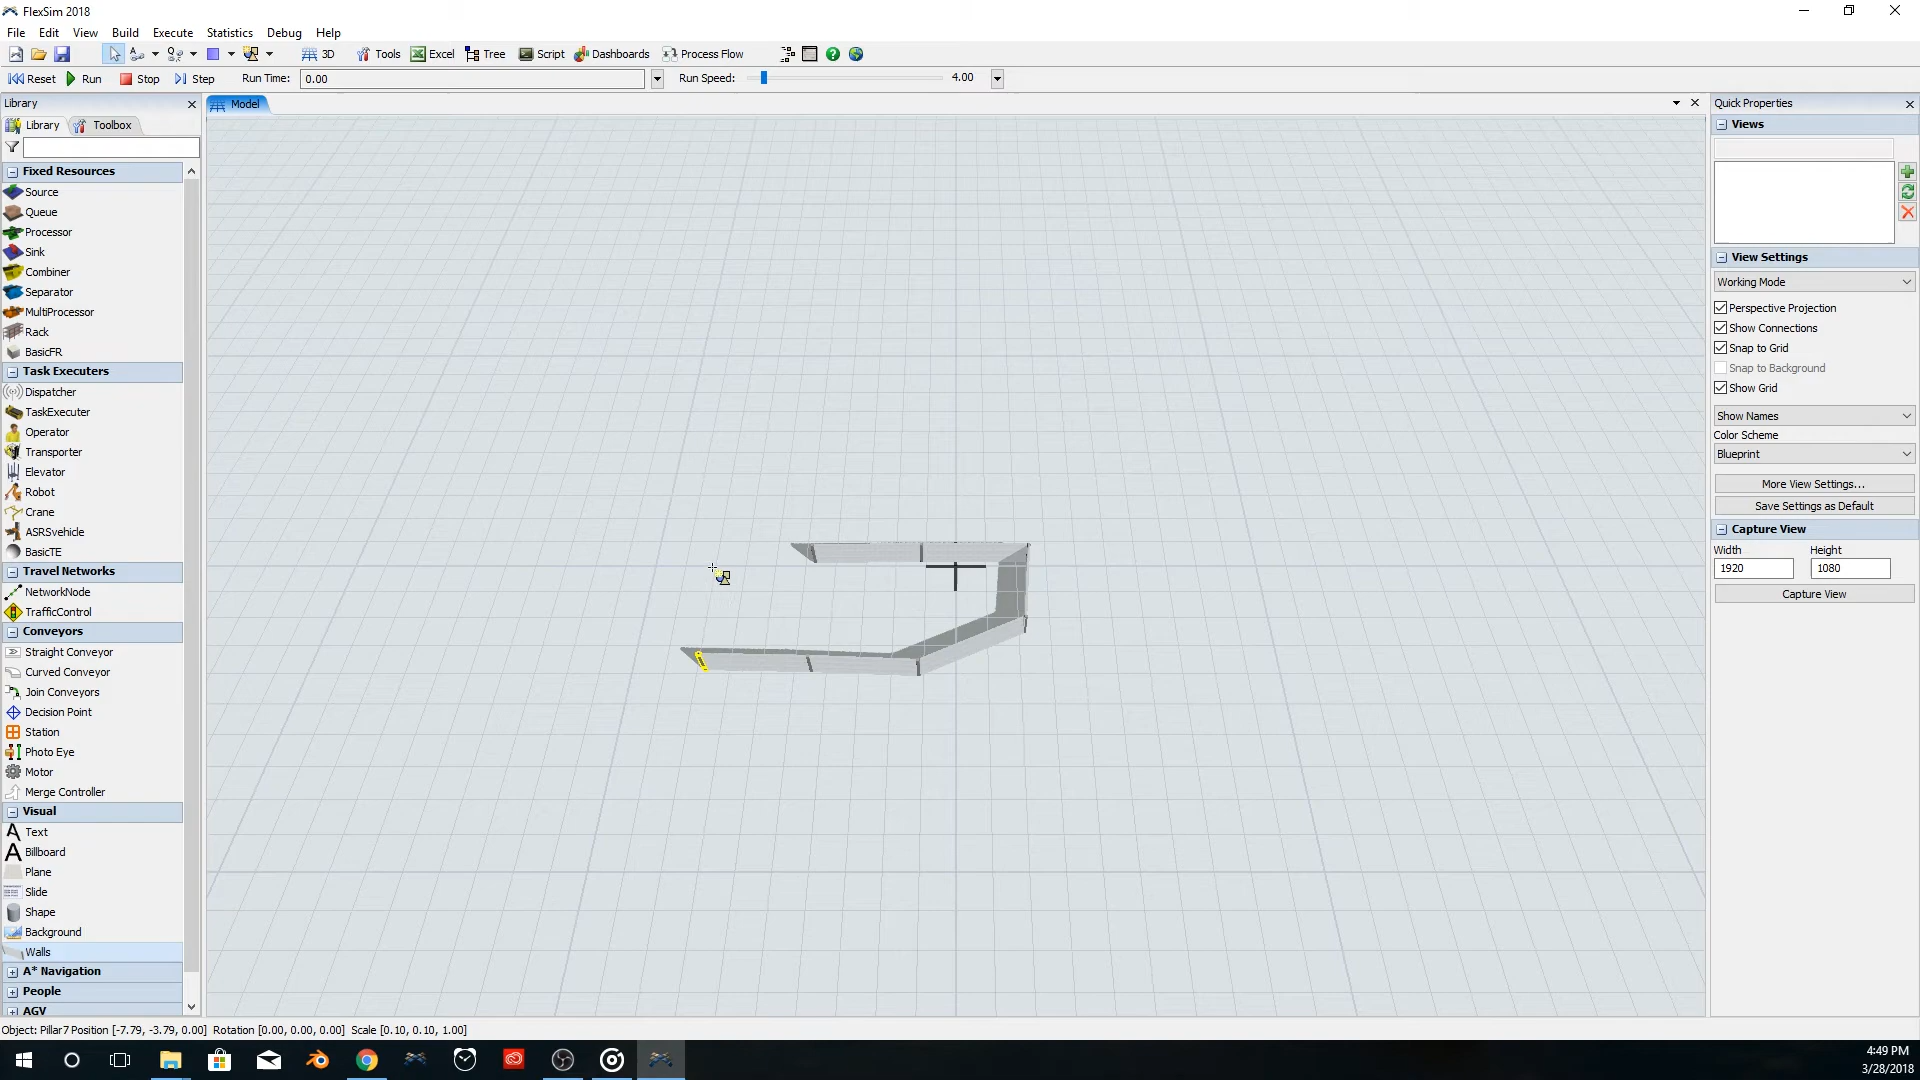 FlexSim 2018
File Edit View Build Execute Statistics Debug Help
3D Tools Excel Tree Script Dashboards Process Flow
Reset Run Stop Step Run Time: 0.00 Run Speed: 4.00
Library
Model
Quick Properties
Library Toolbox
Views
Fixed Resources
Source
Queue
Processor
Sink
Combiner
Separator
MultiProcessor
Rack
BasicFR
Task Executers
Dispatcher
TaskExecuter
Operator
Transporter
Elevator
Robot
Crane
ASRSvehicle
BasicTE
Travel Networks
NetworkNode
TrafficControl
Conveyors
Straight Conveyor
Curved Conveyor
Join Conveyors
Decision Point
Station
Photo Eye
Motor
Merge Controller
Visual
Text
Billboard
Plane
Slide
Shape
Background
Walls
A* Navigation
People
AGV
View Settings
Working Mode
Perspective Projection
Show Connections
Snap to Grid
Snap to Background
Show Grid
Show Names
Color Scheme
Blueprint
More View Settings...
Save Settings as Default
Capture View
Width Height
1920 1080
Capture View
Object: Pillar7 Position [-7.79, -3.79, 0.00] Rotation [0.00, 0.00, 0.00] Scale [0.10, 0.10, 1.00]
4:49 PM
3/28/2018